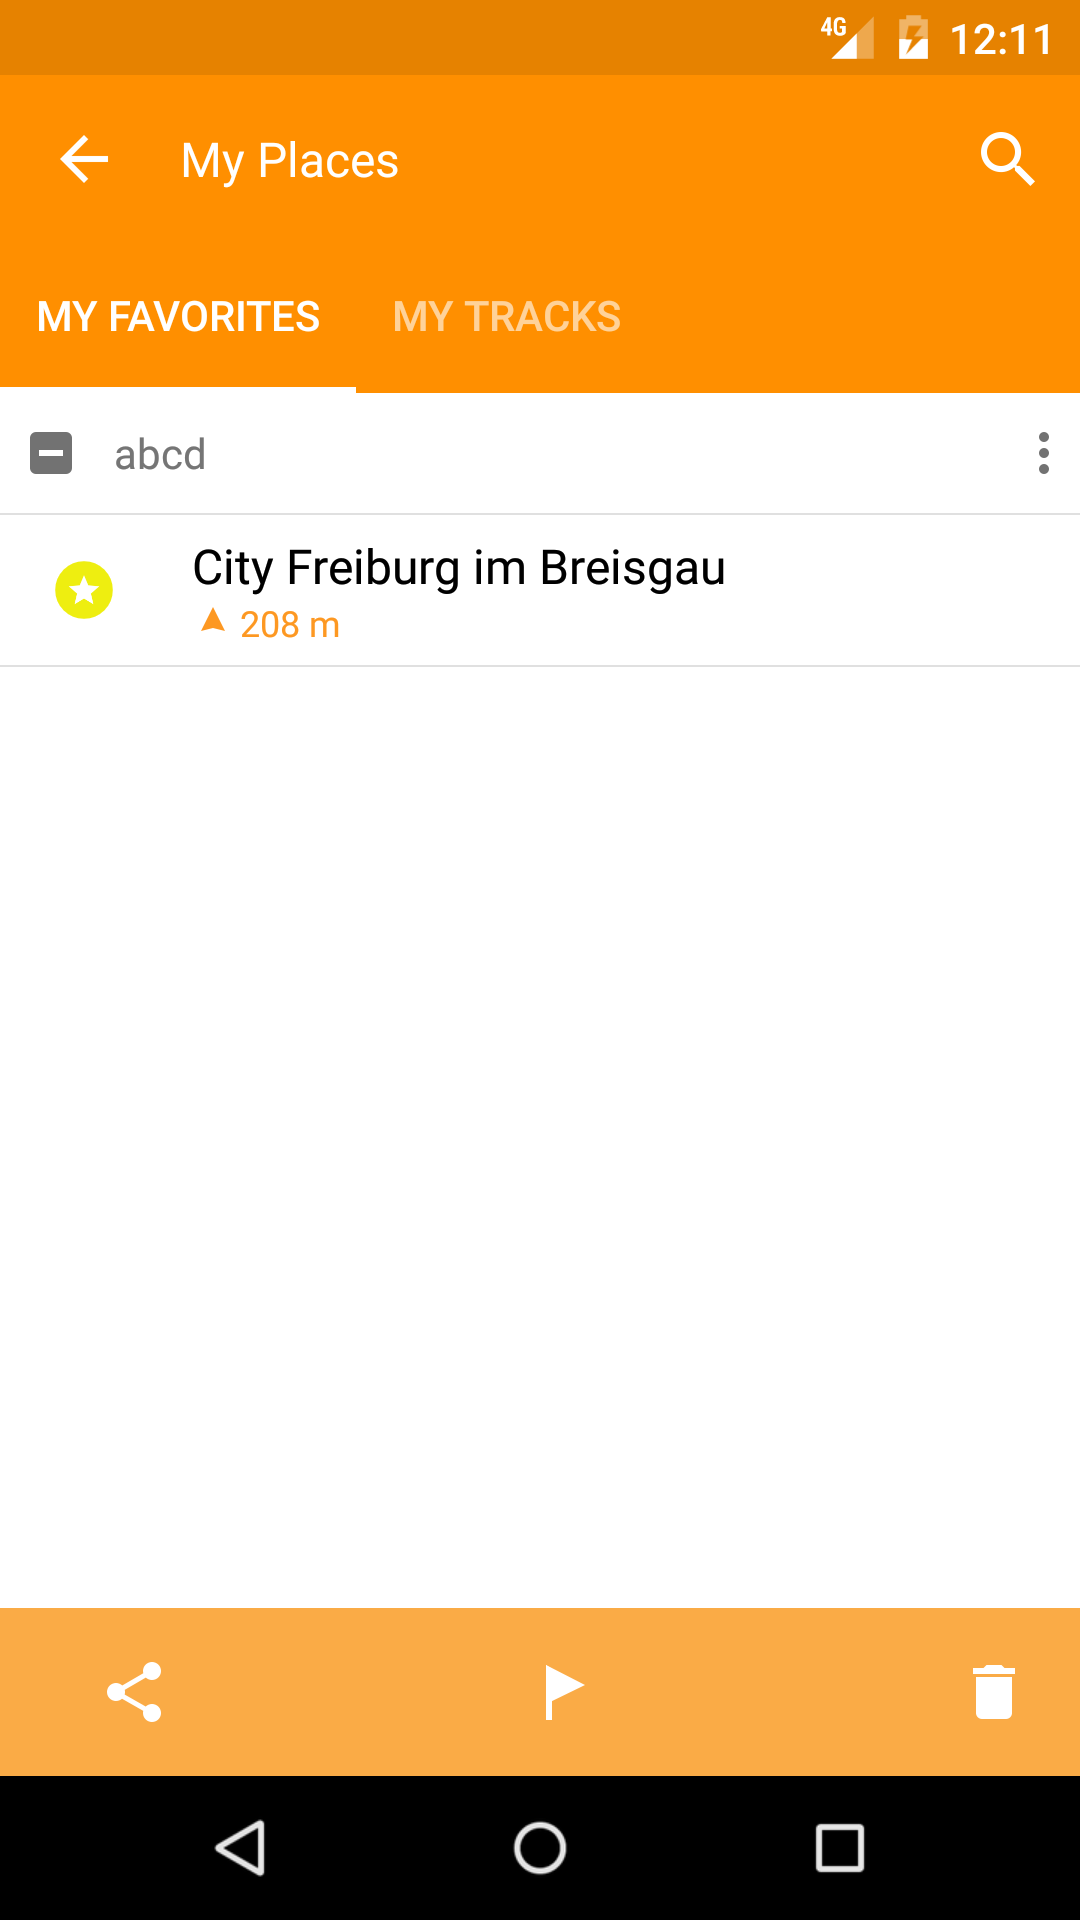 4G 12:11
My Places
MY FAVORITES MY TRACKS
abcd
City Freiburg im Breisgau
208 m